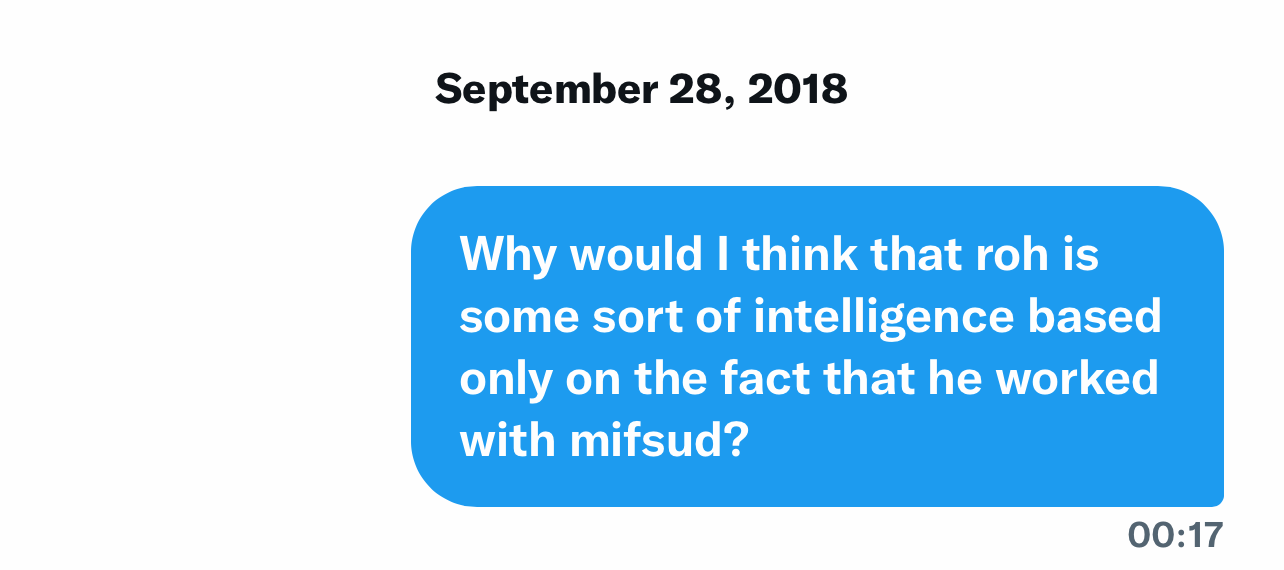 September 28, 2018
Why would I think that roh is
some sort of intelligence based
only on the fact that he worked
with mifsud?
00:17